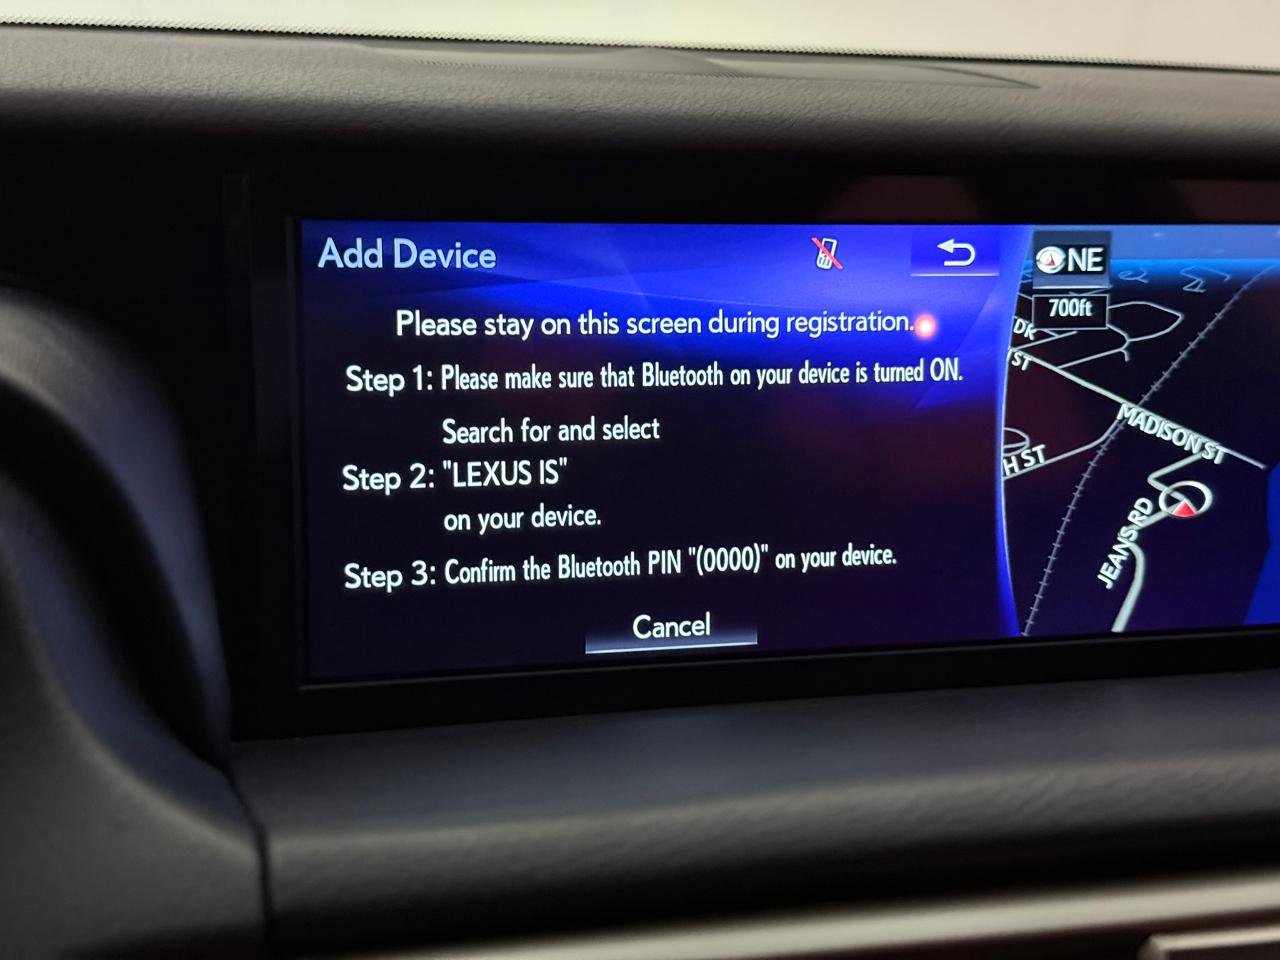 Add Device
Please stay on this screen during registration.
Step 1: Please make sure that Bluetooth on your device is turned ON.
Search for and select
Step 2: "LEXUS IS"
on your device.
Step 3: Confirm the Bluetooth PIN "(0000)" on your device.
Cancel
NE
700ft
DK
ST
MADISON ST
H ST
JEANS RD